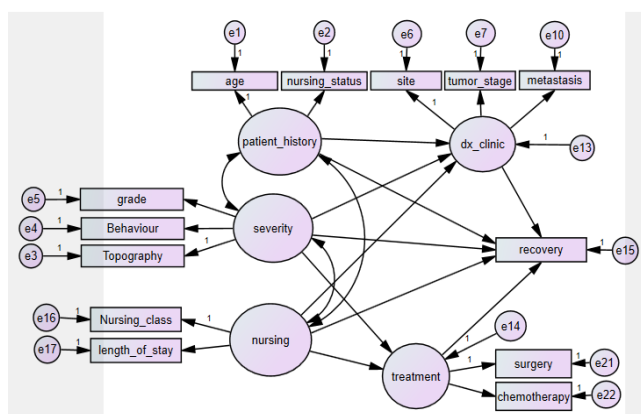 e1
e2
e6
e7
e10
1
1
1
1
1
age
nursing_status
site
tumor_stage
metastasis
1
1
patient_history
dx_clinic
1
e13
e5
1
grade
e4
1
Behaviour
severity
e3
1
Topography
1
recovery
1
e15
e16
1
Nursing_class
1
nursing
e14
e17
1
length_of_stay
1
treatment
1
surgery
1
e21
chemotherapy
1
e22